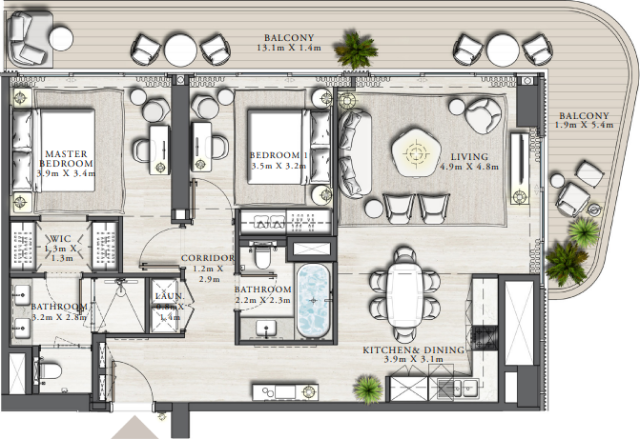 BALCONY
13.1m X 1.4m
BALCONY
1.9m X 5.4m
MASTER
BEDROOM
3.9m X 3.4m
BEDROOM 1
3.5m X 3.2m
LIVING
4.9m X 4.8m
WIC
1.3m X
1.3m
CORRIDOR
1.2m X
2.9m
BATHROOM
2.2m X 2.3m
BATHROOM
3.2m X 2.8m
LAUN.
0.8m X
1.4m
KITCHEN& DINING
3.9m X 3.1m